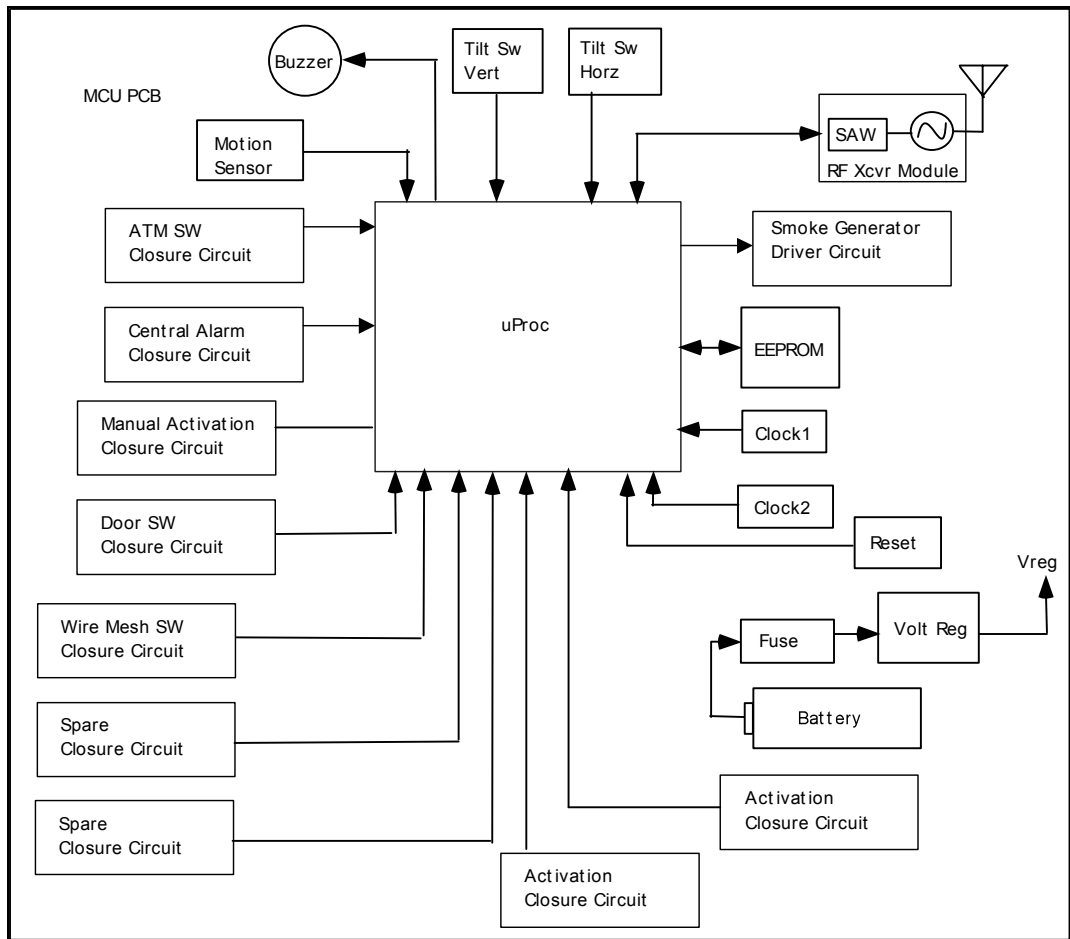 Buzzer
Tilt Sw
Vert
Tilt Sw
Horz
MCU PCB
Motion
Sensor
SAW
RF Xcvr Module
ATM SW
Closure Circuit
Smoke Generator
Driver Circuit
Central Alarm
Closure Circuit
uProc
EEPROM
Manual Activation
Closure Circuit
Clock1
Door SW
Closure Circuit
Clock2
Reset
Vreg
Wire Mesh SW
Closure Circuit
Fuse
Volt Reg
Spare
Closure Circuit
Battery
Spare
Closure Circuit
Activation
Closure Circuit
Activation
Closure Circuit